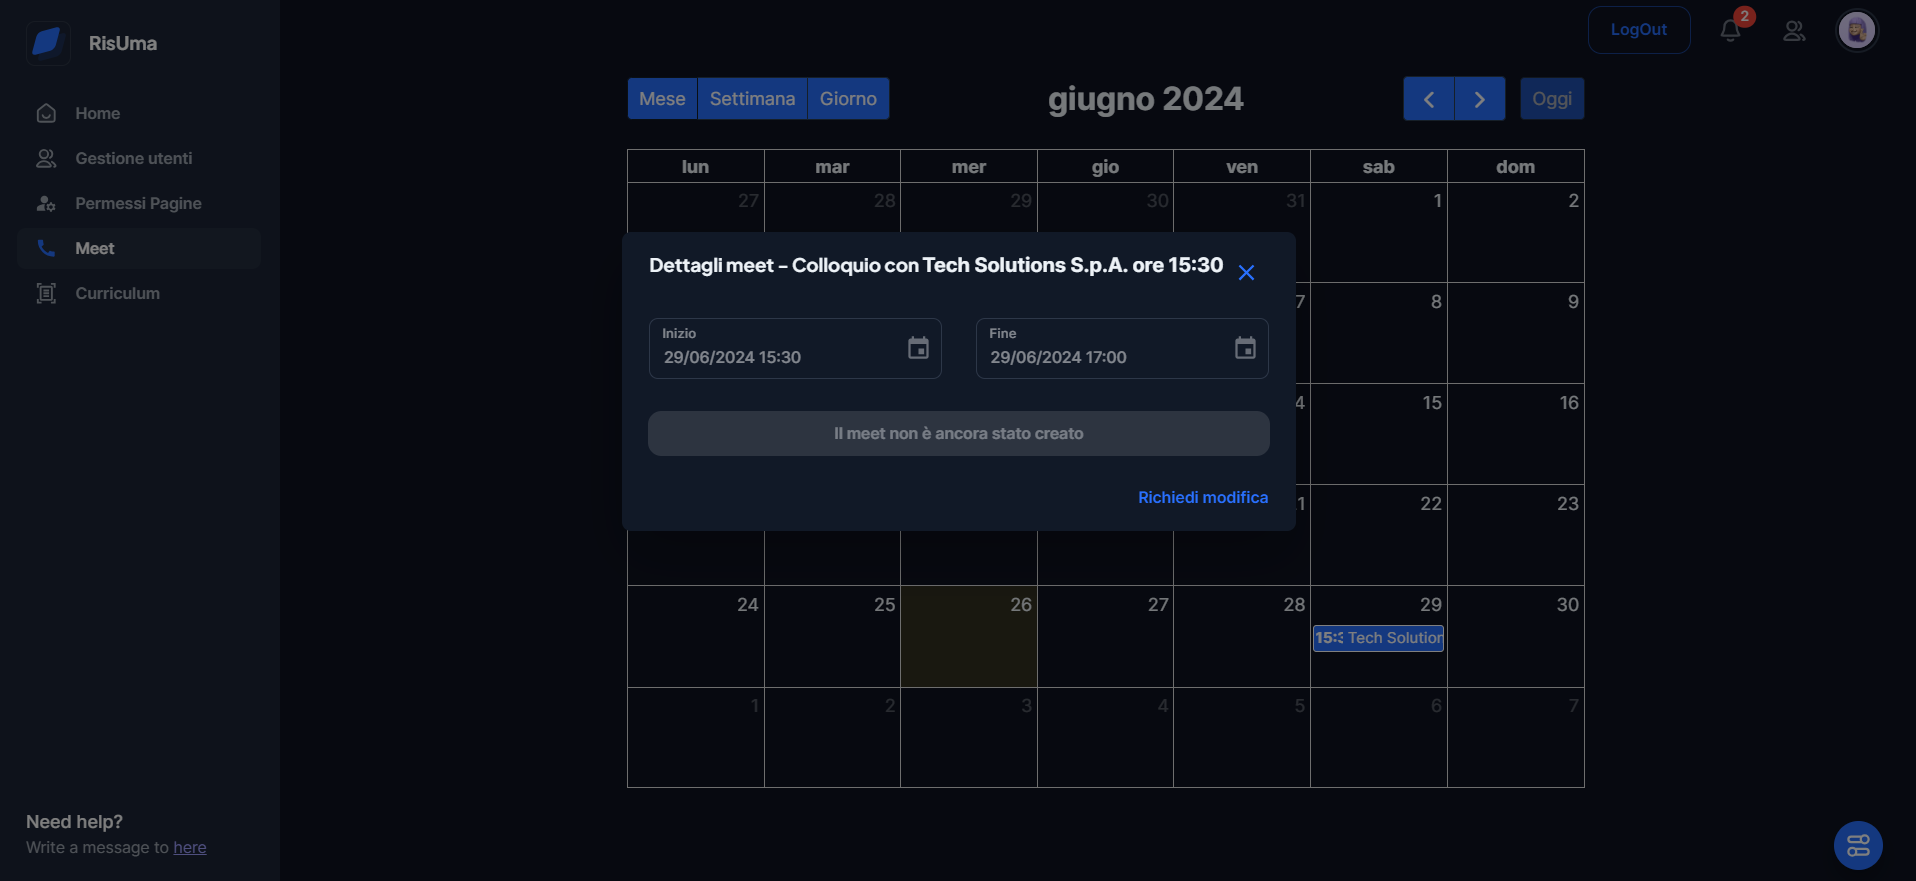 RisUma
Home
Gestione utenti
Permessi Pagine
Meet
Curriculum
Need help?
Write a message to here
LogOut
2
Mese Settimana Giorno
giugno 2024
Oggi
lun mar mer gio ven sab dom
27 28 29 30 31 1 2
Dettagli meet – Colloquio con Tech Solutions S.p.A. ore 15:30
Inizio
29/06/2024 15:30
Fine
29/06/2024 17:00
Il meet non è ancora stato creato
Richiedi modifica
7 8 9
4 15 16
1 22 23
24 25 26 27 28 29 30
15:3 Tech Solution
1 2 3 4 5 6 7